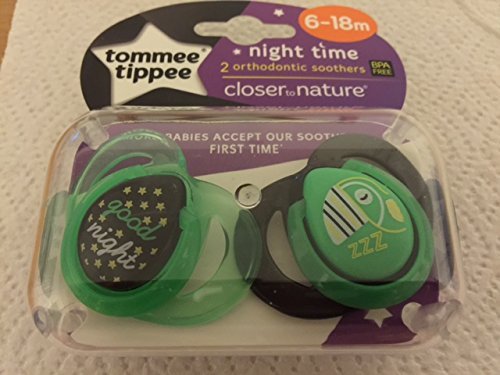 6-18m
tommee
tippee
night time
2 orthodontic soothers
BPA
FREE
closer to nature®
MORE BABIES ACCEPT OUR SOOTH
FIRST TIME*
good
night
ZZZ